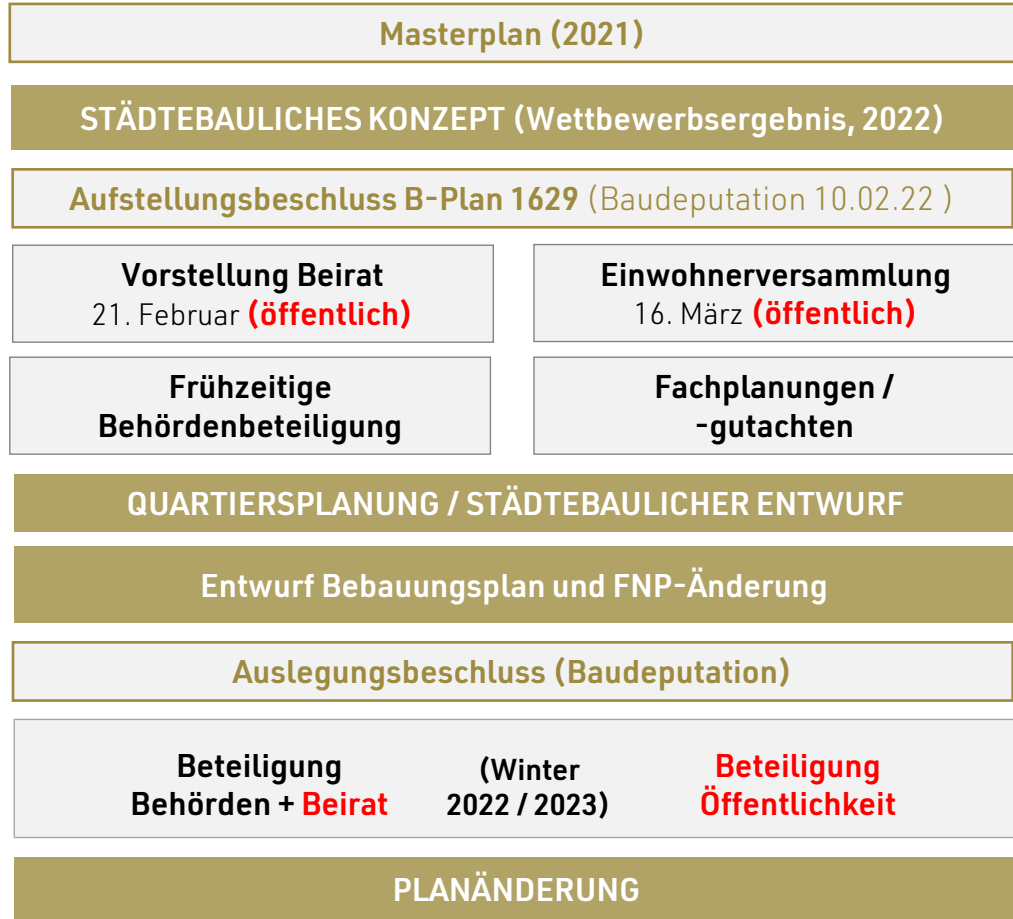 Masterplan (2021)
STÄDTEBAULICHES KONZEPT (Wettbewerbsergebnis, 2022)
Aufstellungsbeschluss B-Plan 1629 (Baudeputation 10.02.22 )
Vorstellung Beirat
21. Februar (öffentlich)
Einwohnerversammlung
16. März (öffentlich)
Frühzeitige
Behördenbeteiligung
Fachplanungen /
-gutachten
QUARTIERSPLANUNG / STÄDTEBAULICHER ENTWURF
Entwurf Bebauungsplan und FNP-Änderung
Auslegungsbeschluss (Baudeputation)
Beteiligung
Behörden + Beirat
(Winter
2022 / 2023)
Beteiligung
Öffentlichkeit
PLANÄNDERUNG